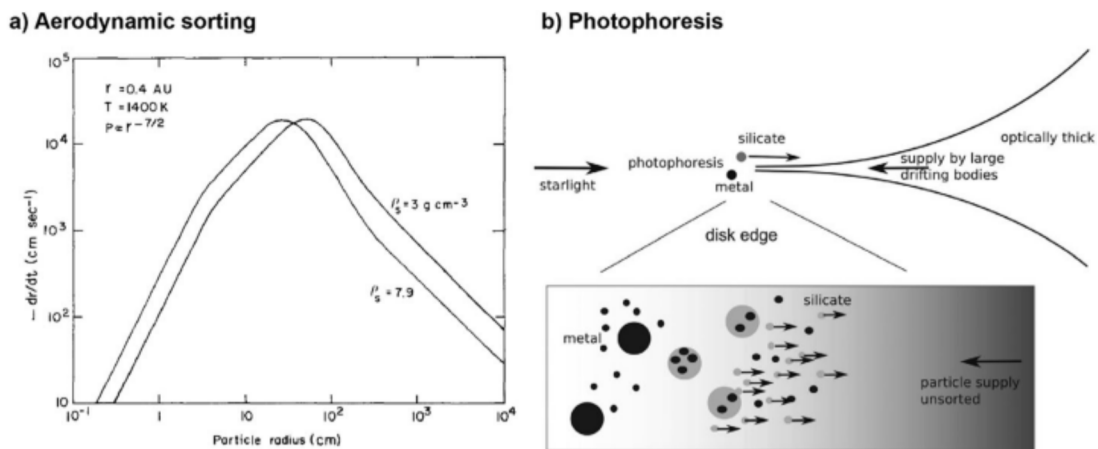 a) Aerodynamic sorting
b) Photophoresis
10⁵
10⁴
10³
10²
10
− dr/dt (cm sec⁻¹)
r = 0.4 AU
T = 1400 K
P ∝ r⁻⁷/²
ρₛ = 3 g cm⁻³
ρₛ = 7.9
10⁻¹
1
10
10²
10³
10⁴
Particle radius (cm)
starlight
photophoresis
silicate
metal
optically thick
supply by large
drifting bodies
disk edge
metal
silicate
particle supply
unsorted